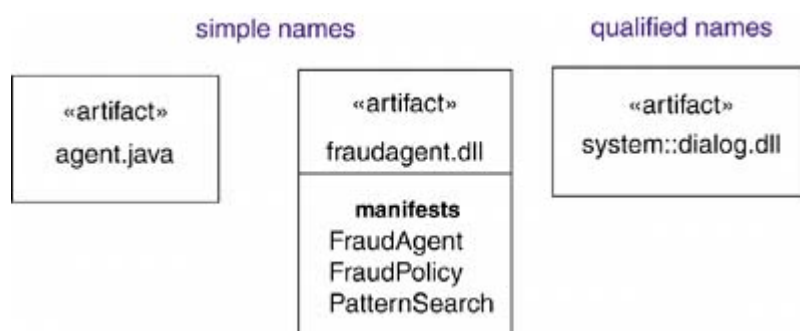 simple names
qualified names
«artifact»
agent.java
«artifact»
fraudagent.dll
manifests
FraudAgent
FraudPolicy
PatternSearch
«artifact»
system::dialog.dll